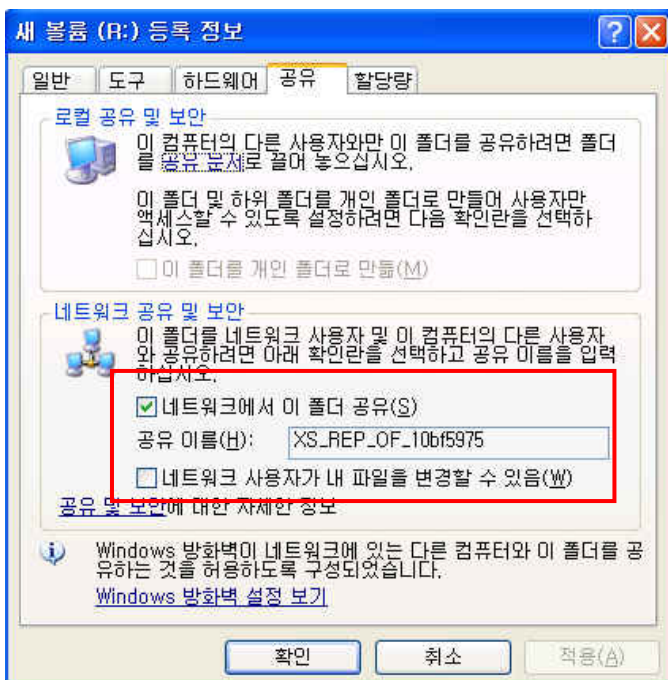 새 볼륨 (R:) 등록 정보
일반 도구 하드웨어 공유 할당량
로컬 공유 및 보안
이 컴퓨터의 다른 사용자와만 이 폴더를 공유하려면 폴더
를 공유 문서로 끌어 놓으십시오.
이 폴더 및 하위 폴더를 개인 폴더로 만들어 사용자만
액세스할 수 있도록 설정하려면 다음 확인란을 선택하
십시오.
이 폴더를 개인 폴더로 만듦(M)
네트워크 공유 및 보안
이 폴더를 네트워크 사용자 및 이 컴퓨터의 다른 사용자
와 공유하려면 아래 확인란을 선택하고 공유 이름을 입력
하십시오.
네트워크에서 이 폴더 공유(S)
공유 이름(H): XS_REP_OF_10bf5975
네트워크 사용자가 내 파일을 변경할 수 있음(W)
공유 및 보안에 대한 자세한 정보
Windows 방화벽이 네트워크에 있는 다른 컴퓨터와 이 폴더를 공
유하는 것을 허용하도록 구성되었습니다.
Windows 방화벽 설정 보기
확인 취소 적용(A)